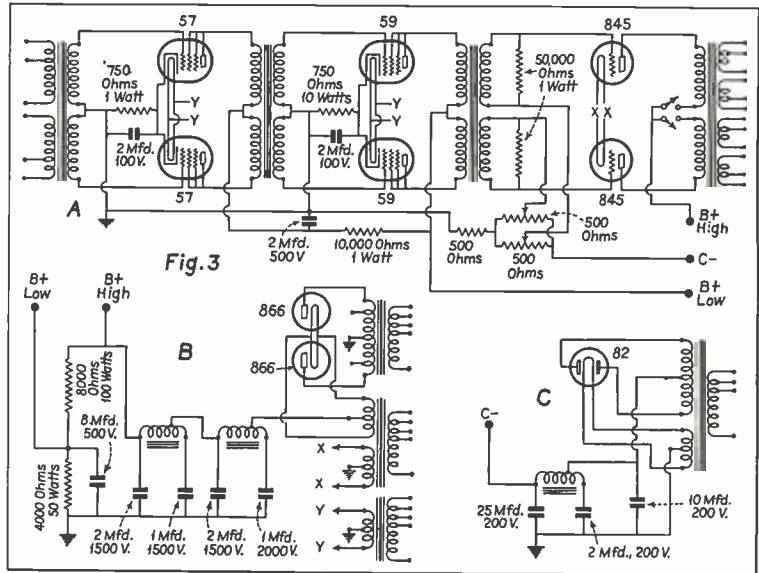 57
59
845
750
Ohms
1 Watt
750
Ohms
10 Watts
50,000
Ohms
1 Watt
Y
Y
Y
Y
X X
2 Mfd.
100 V.
2 Mfd.
100 V.
A
57
59
845
B+
High
2 Mfd.
500 V
10,000 Ohms
1 Watt
500
Ohms
500
Ohms
500
Ohms
C-
B+
Low
Fig. 3
B+
Low
B+
High
B
866
866
8000
Ohms
100 Watts
8 Mfd.
500 V.
4000 Ohms
50 Watts
2 Mfd.
1500 V.
1 Mfd.
1500 V.
2 Mfd.
1500 V.
1 Mfd.
2000 V.
X
X
Y
Y
82
C
C-
25 Mfd.
200 V.
2 Mfd., 200 V.
10 Mfd.
200 V.